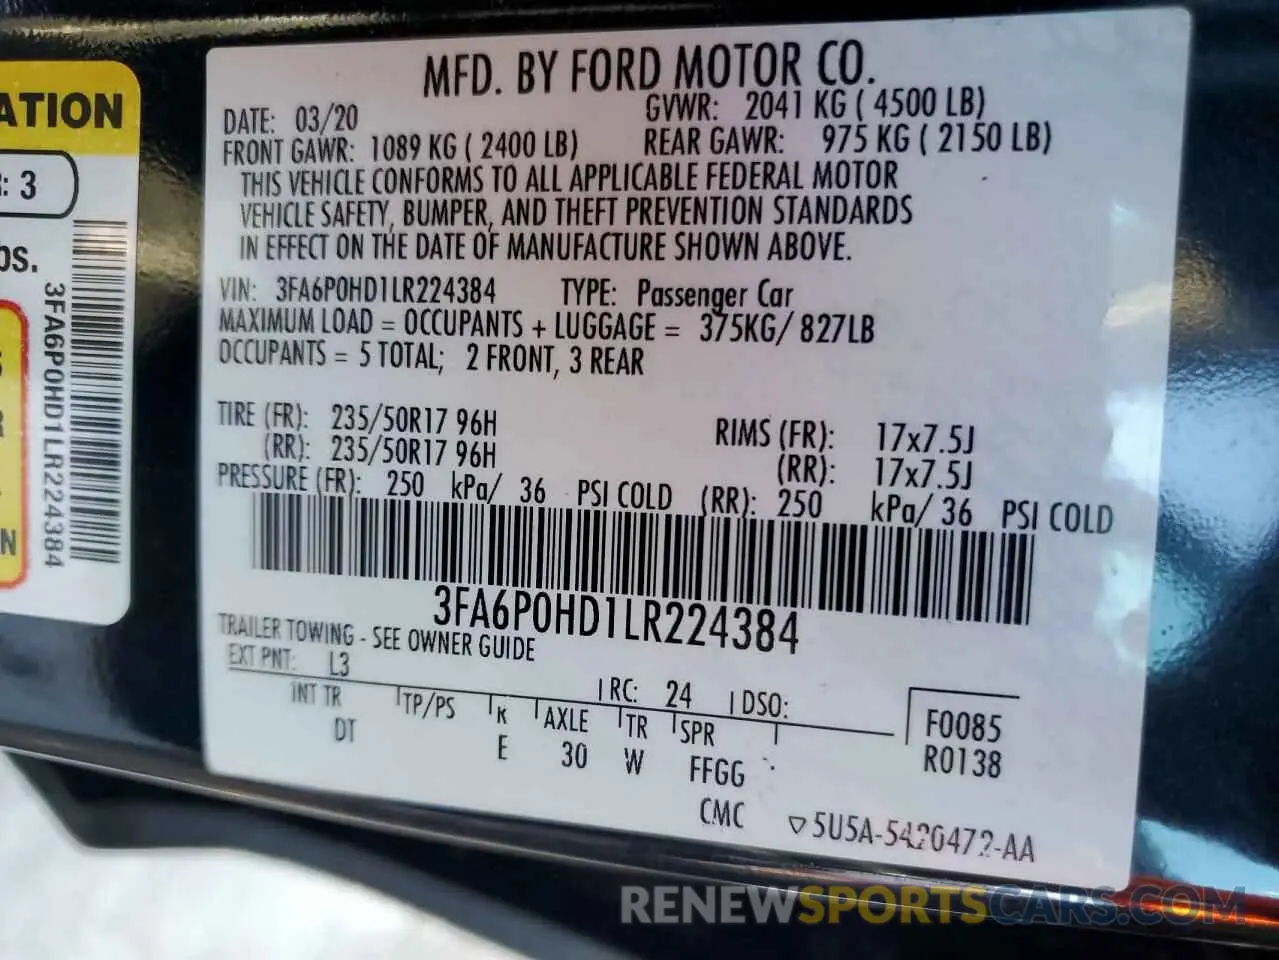 MFD. BY FORD MOTOR CO.
DATE: 03/20 GVWR: 2041 KG ( 4500 LB)
FRONT GAWR: 1089 KG ( 2400 LB) REAR GAWR: 975 KG ( 2150 LB)
THIS VEHICLE CONFORMS TO ALL APPLICABLE FEDERAL MOTOR
VEHICLE SAFETY, BUMPER, AND THEFT PREVENTION STANDARDS
IN EFFECT ON THE DATE OF MANUFACTURE SHOWN ABOVE.
VIN: 3FA6P0HD1LR224384 TYPE: Passenger Car
MAXIMUM LOAD = OCCUPANTS + LUGGAGE = 375KG/ 827LB
OCCUPANTS = 5 TOTAL; 2 FRONT, 3 REAR
TIRE (FR): 235/50R17 96H RIMS (FR): 17x7.5J
(RR): 235/50R17 96H (RR): 17x7.5J
PRESSURE (FR): 250 kPa/ 36 PSI COLD (RR): 250 kPa/ 36 PSI COLD
3FA6P0HD1LR224384
TRAILER TOWING - SEE OWNER GUIDE
EXT PNT: L3 RC: 24 DSO:
INT TR TP/PS R AXLE TR SPR F0085
DT E 30 W FFGG R0138
CMC
5U5A-5420472-AA
ATION
: 3
bs.
3FA6P0HD1LR224384
N
RENEWSPORTSCARS.COM